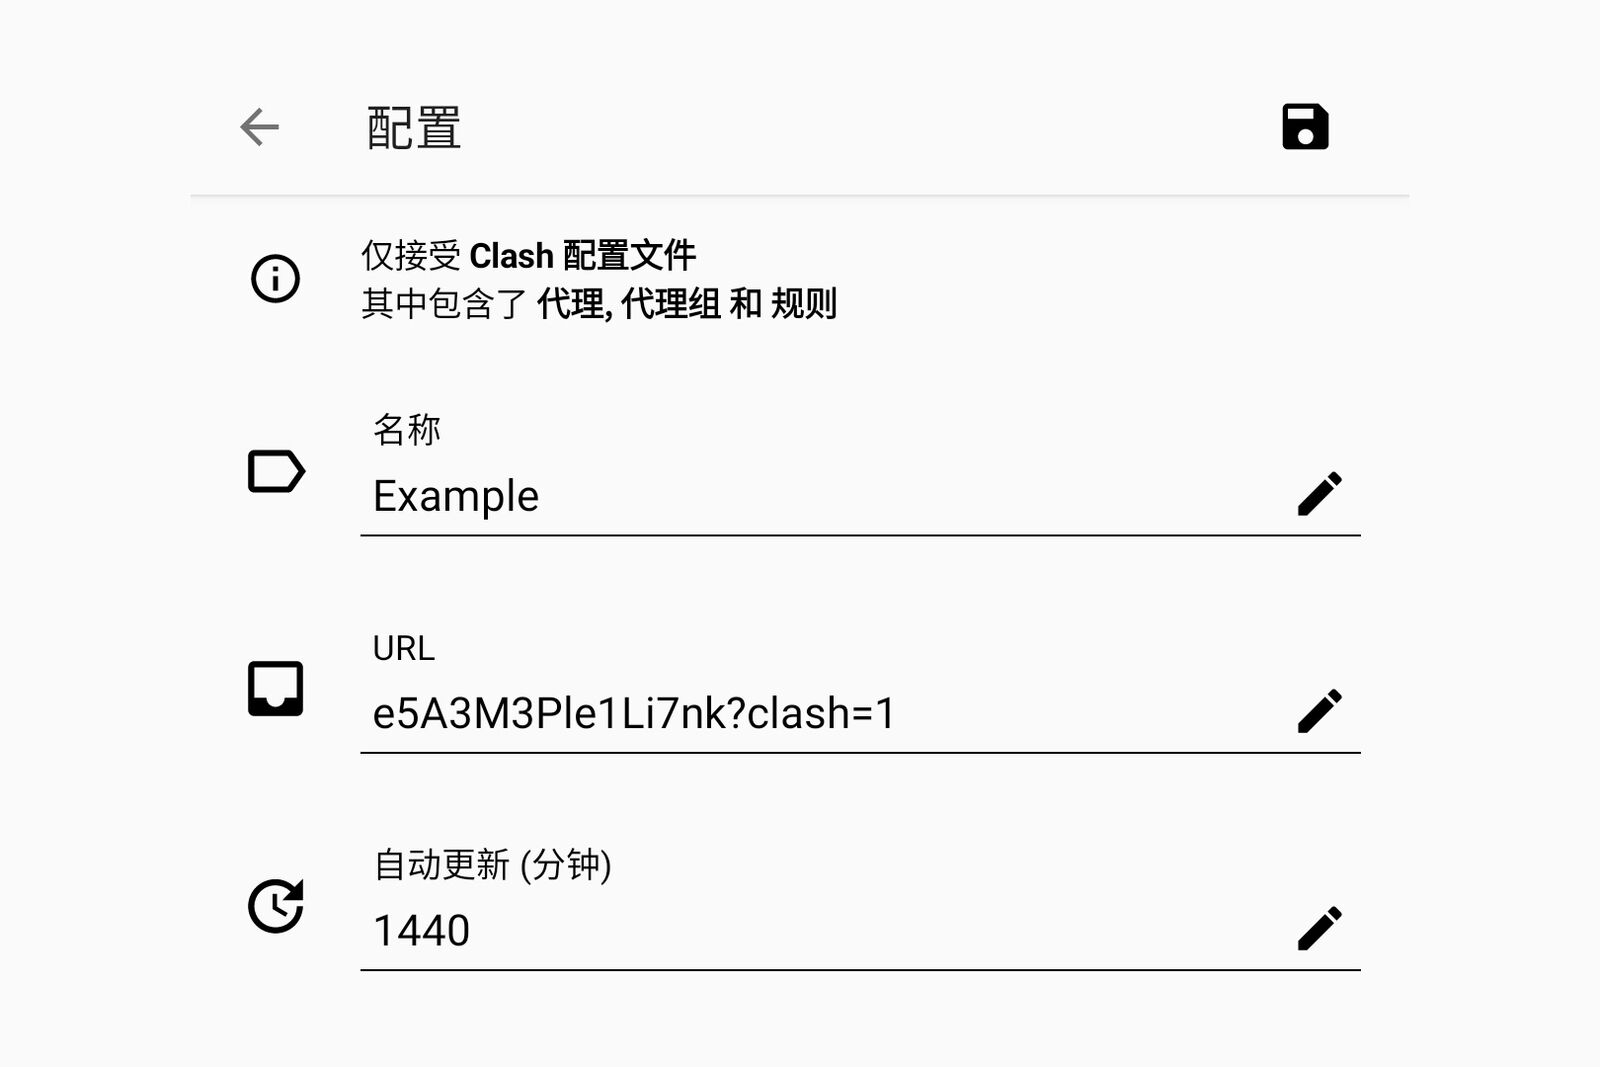 配置
仅接受 Clash 配置文件
其中包含了 代理, 代理组 和 规则
名称
Example
URL
e5A3M3Ple1Li7nk?clash=1
自动更新 (分钟)
1440